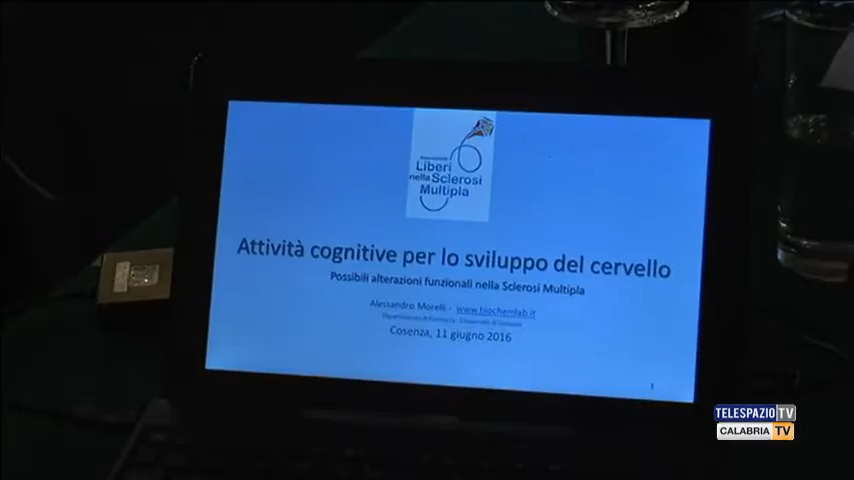 Liberi
nella Sclerosi
Multipla
Attività cognitive per lo sviluppo del cervello
Possibili alterazioni funzionali nella Sclerosi Multipla
Alessandro Morelli - www.biochemlab.it
Cosenza, 11 giugno 2016
1
TELESPAZIO TV
CALABRIA TV